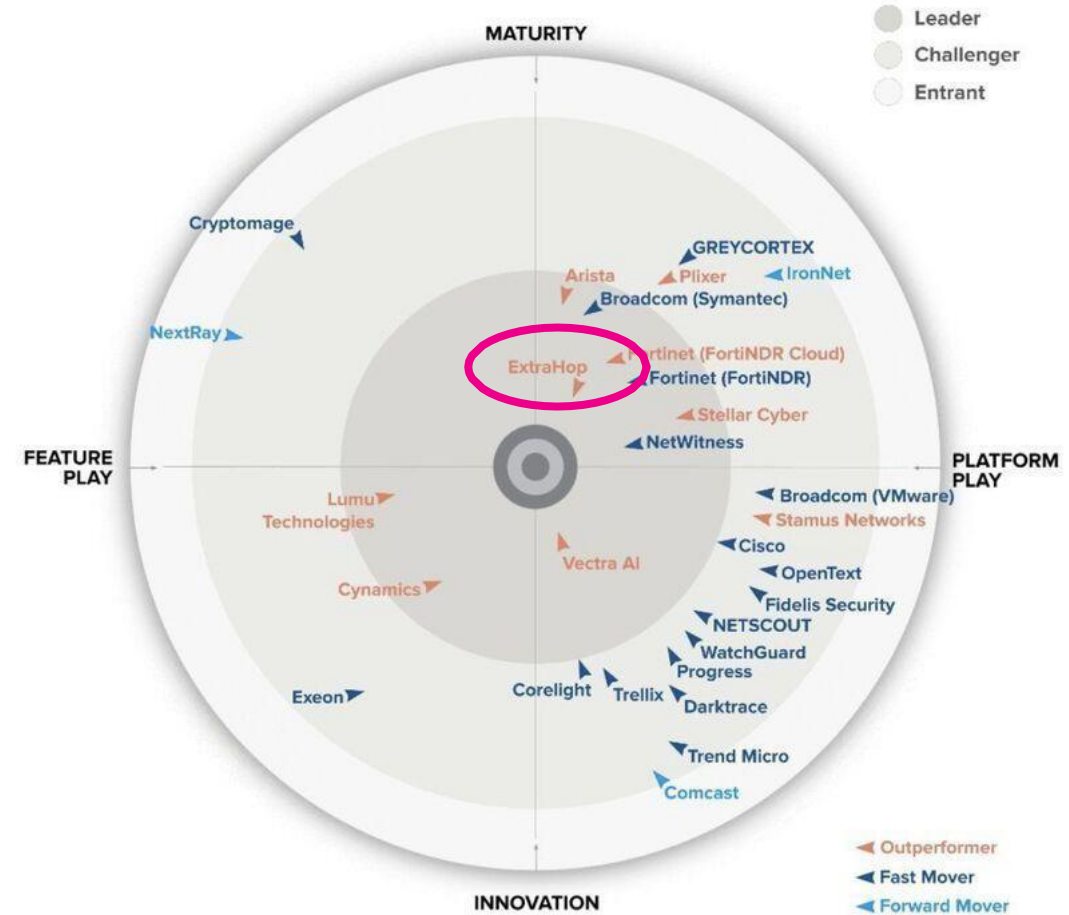 MATURITY
Leader
Challenger
Entrant
Cryptomage
GREYCORTEX
Arista
Plixer
IronNet
Broadcom (Symantec)
NextRay
Fortinet (FortiNDR Cloud)
ExtraHop
Fortinet (FortiNDR)
Stellar Cyber
NetWitness
FEATURE
PLAY
PLATFORM
PLAY
Lumu
Technologies
Broadcom (VMware)
Stamus Networks
Cisco
Vectra AI
OpenText
Cynamics
Fidelis Security
NETSCOUT
WatchGuard
Progress
Corelight
Trellix
Exeon
Darktrace
Trend Micro
Comcast
Outperformer
Fast Mover
Forward Mover
INNOVATION